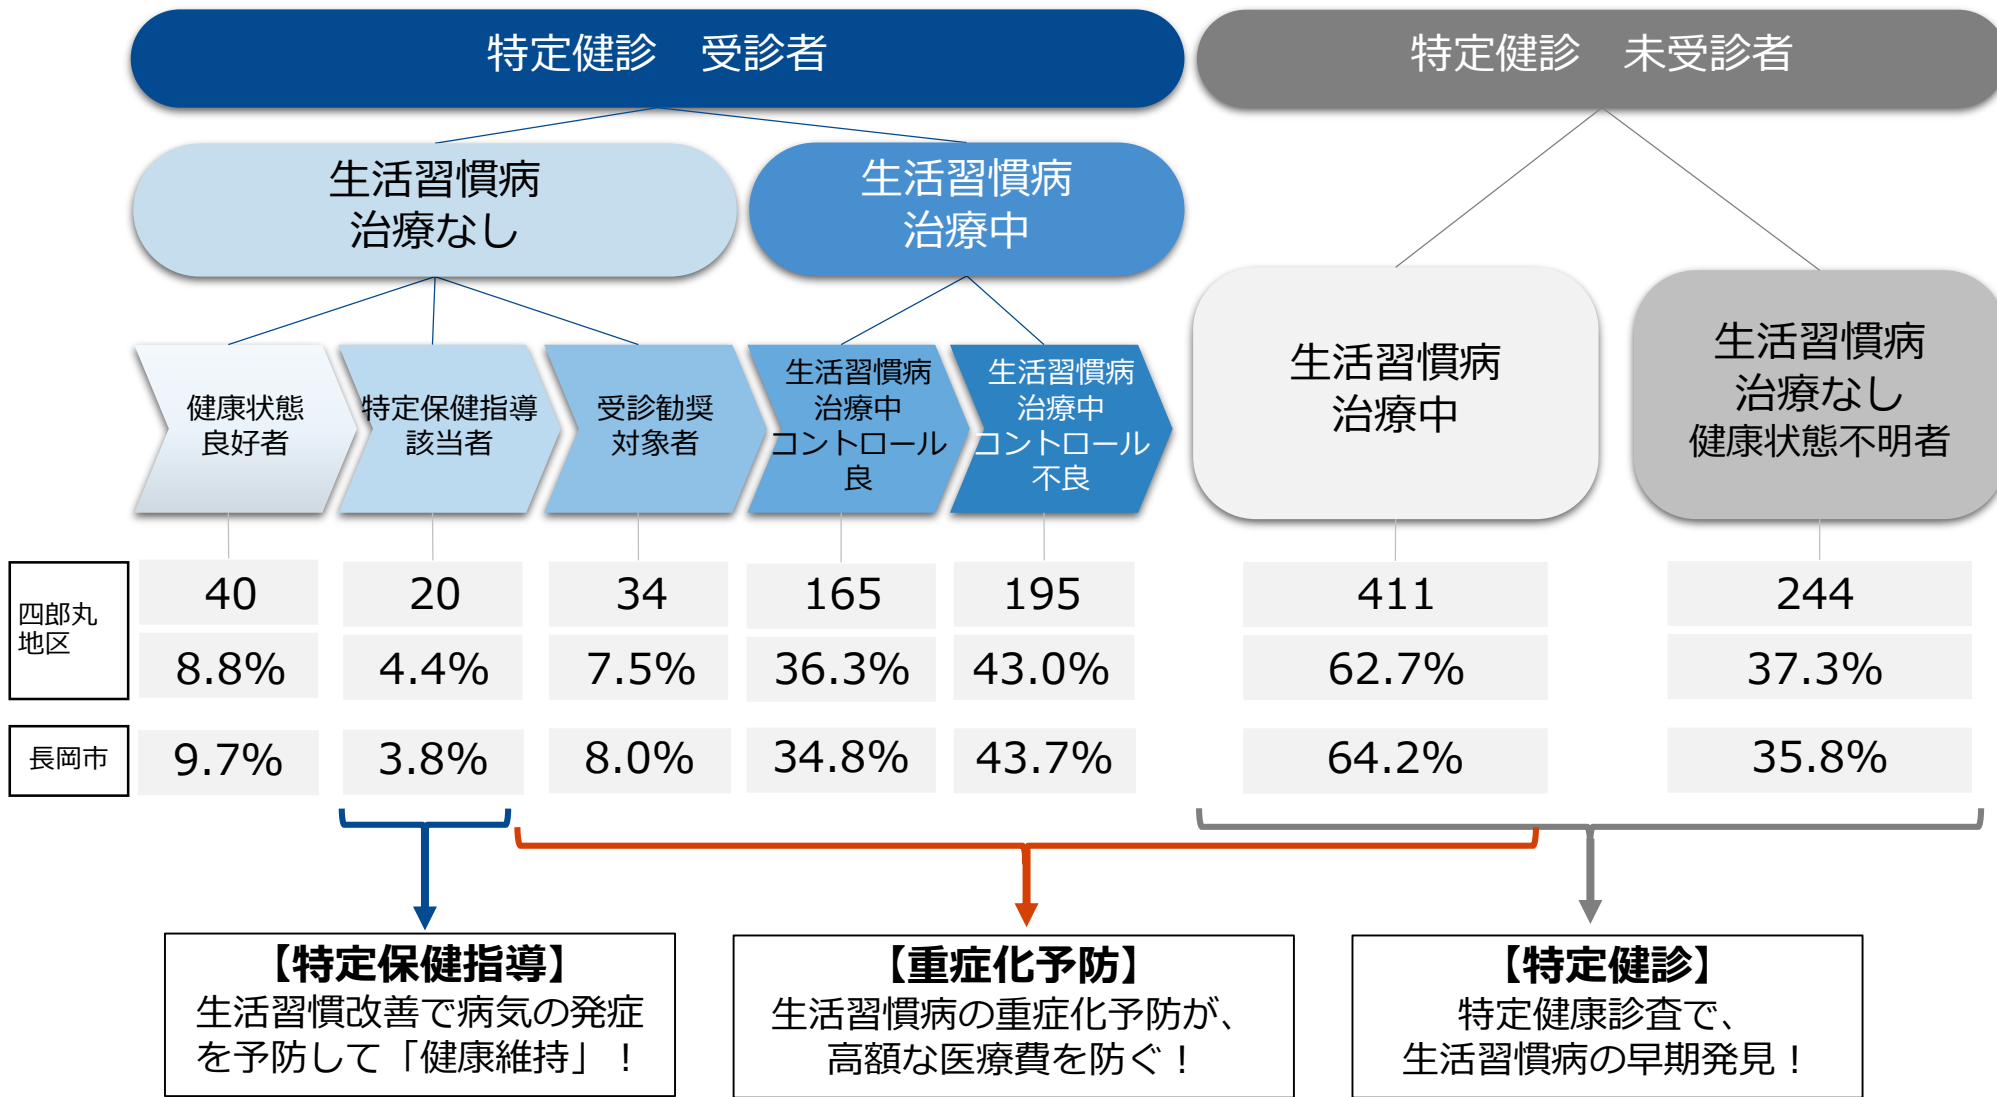 特定健診　受診者
特定健診　未受診者
生活習慣病
治療なし
生活習慣病
治療中
健康状態
良好者
特定保健指導
該当者
受診勧奨
対象者
生活習慣病
治療中
コントロール
良
生活習慣病
治療中
コントロール
不良
生活習慣病
治療中
生活習慣病
治療なし
健康状態不明者
四郎丸
地区
40
20
34
165
195
411
244
8.8%
4.4%
7.5%
36.3%
43.0%
62.7%
37.3%
長岡市
9.7%
3.8%
8.0%
34.8%
43.7%
64.2%
35.8%
【特定保健指導】
生活習慣改善で病気の発症
を予防して「健康維持」！
【重症化予防】
生活習慣病の重症化予防が、
高額な医療費を防ぐ！
【特定健診】
特定健康診査で、
生活習慣病の早期発見！